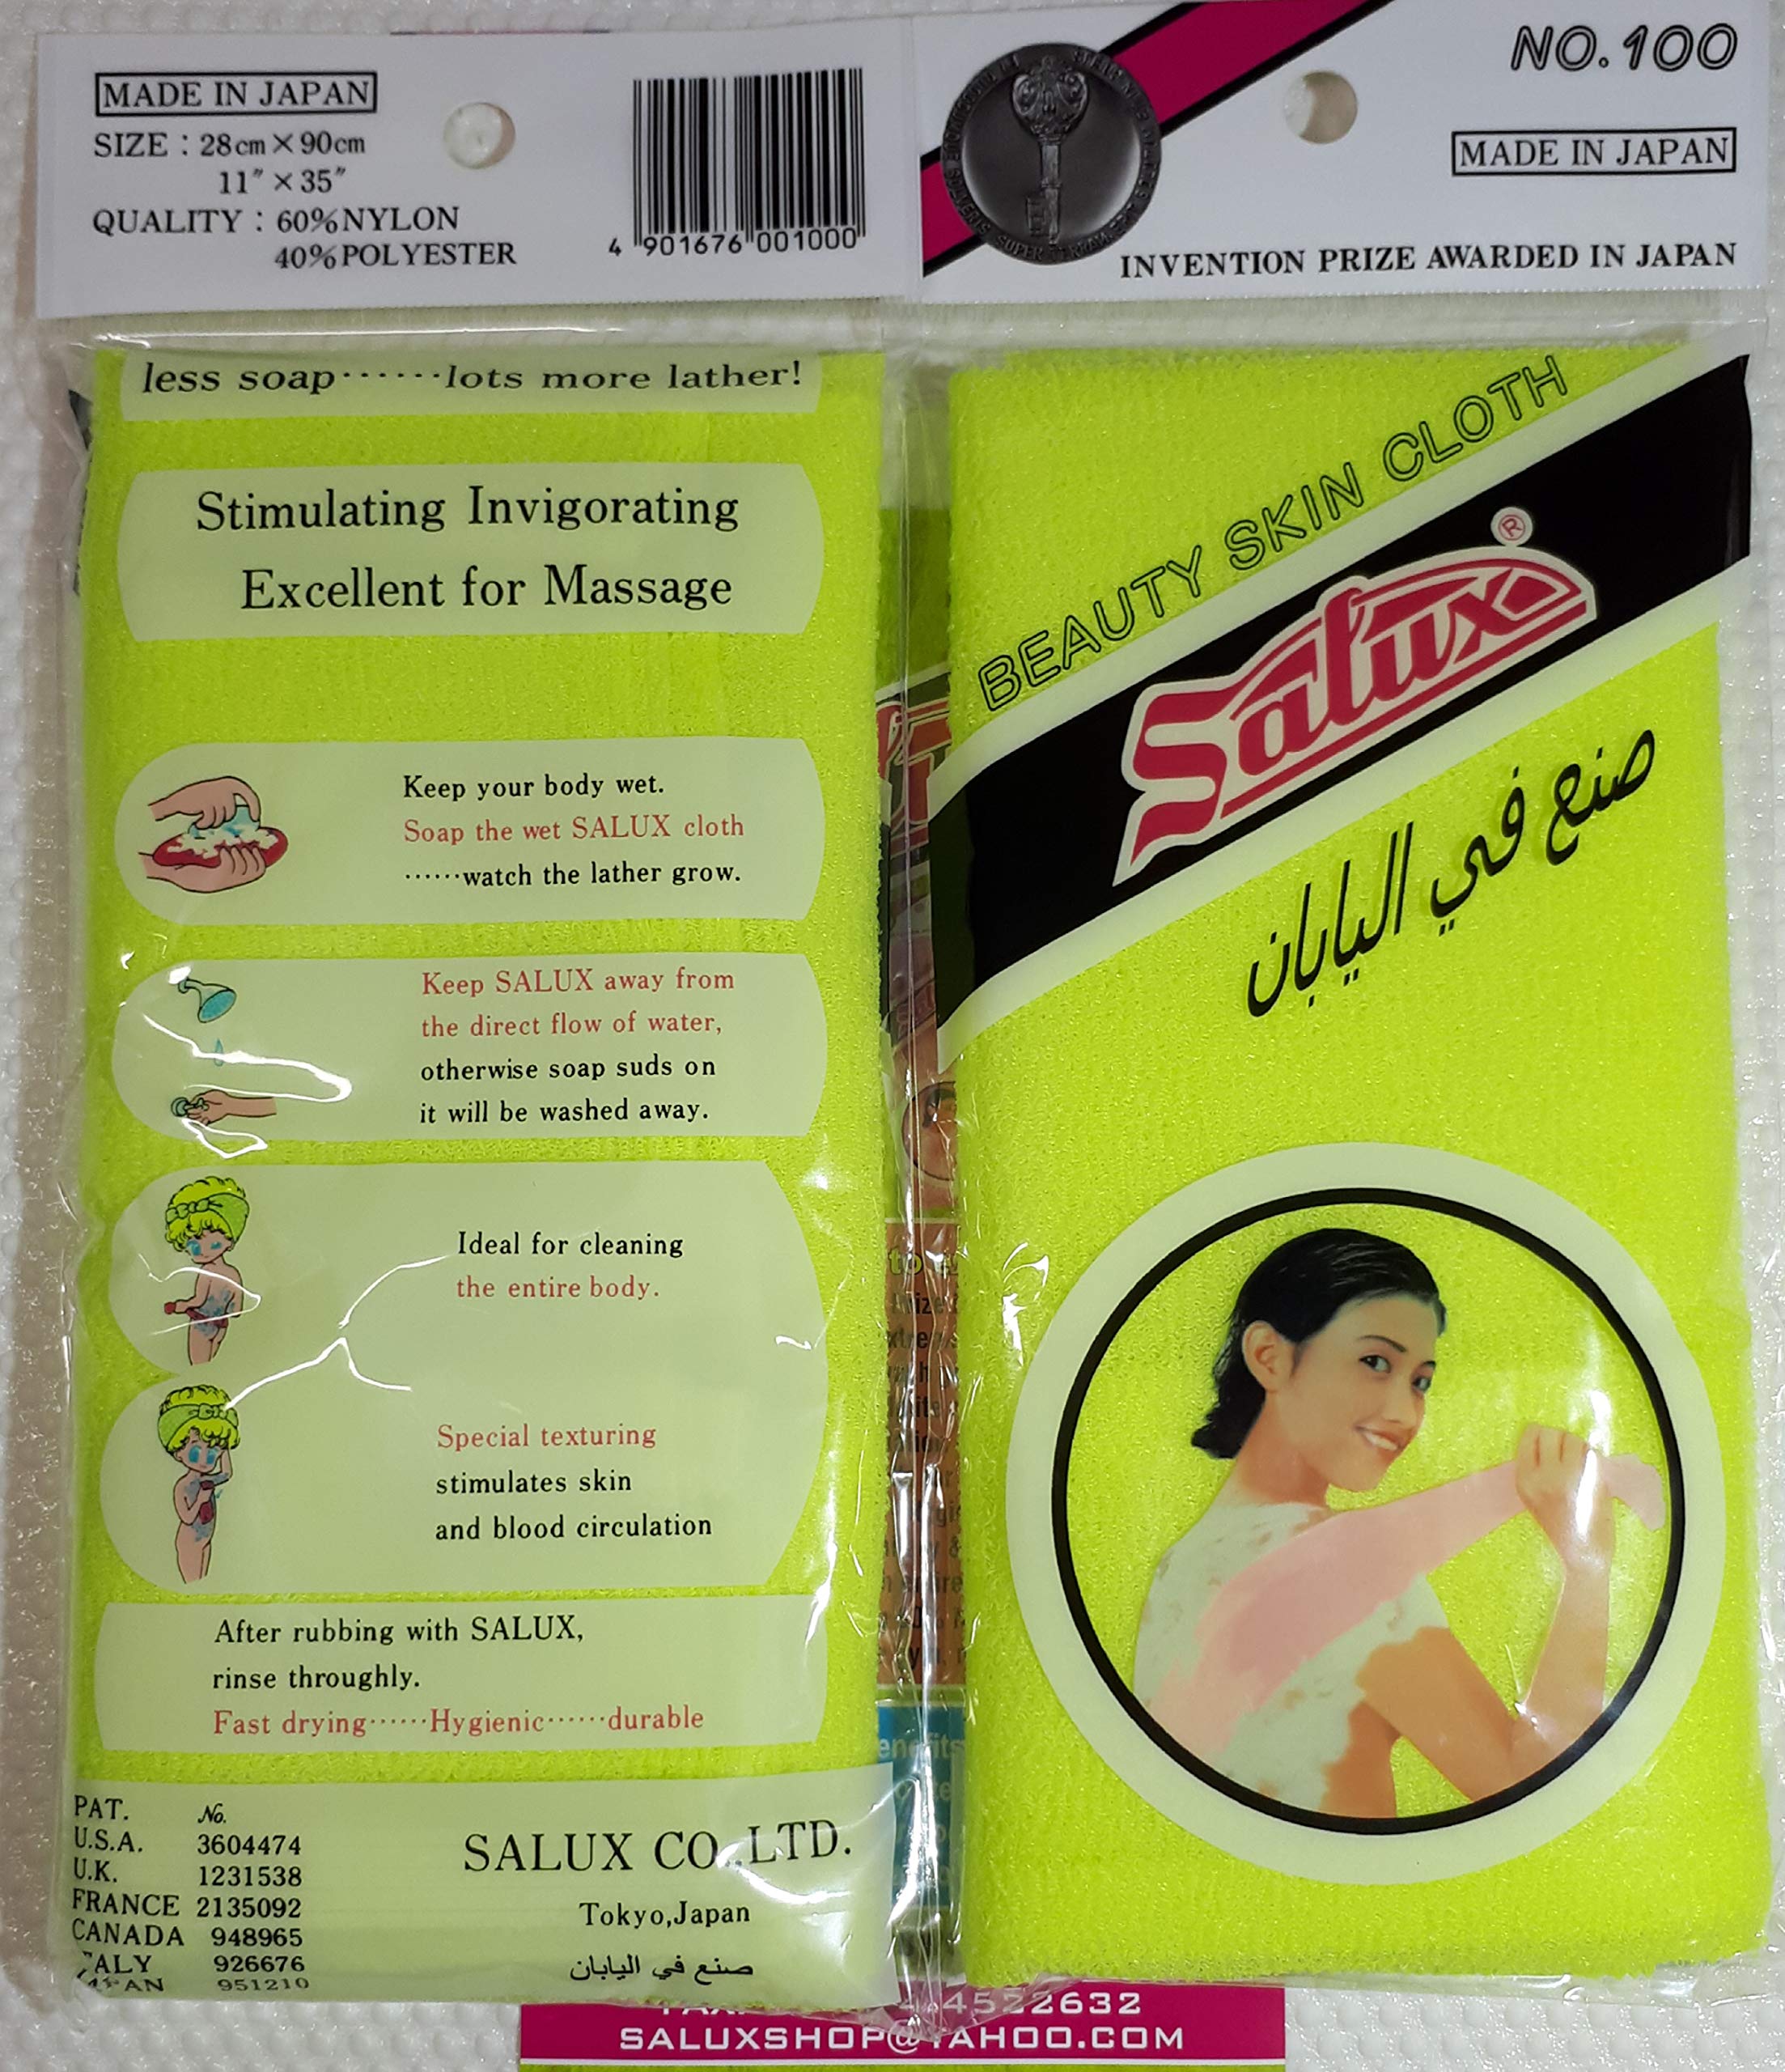 MADE IN JAPAN
SIZE : 28cm×90cm
11″×35″
QUALITY : 60%NYLON
40%POLYESTER
4 901676 001000
less soap······lots more lather!
Stimulating Invigorating
Excellent for Massage
Keep your body wet.
Soap the wet SALUX cloth
······watch the lather grow.
Keep SALUX away from
the direct flow of water,
otherwise soap suds on
it will be washed away.
Ideal for cleaning
the entire body.
Special texturing
stimulates skin
and blood circulation
After rubbing with SALUX,
rinse throughly.
Fast drying······Hygienic······durable
PAT. No.
U.S.A. 3604474
U.K. 1231538
FRANCE 2135092
CANADA 948965
926676
951210
SALUX CO.,LTD.
Tokyo,Japan
صنع في اليابان
NO.100
MADE IN JAPAN
INVENTION PRIZE AWARDED IN JAPAN
BEAUTY SKIN CLOTH
Salux®
صنع في اليابان
SALUXSHOP@YAHOO.COM